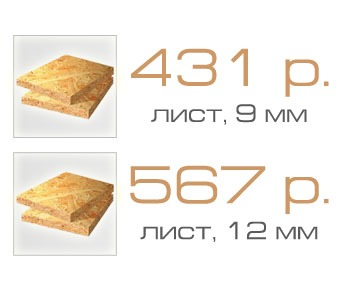 431 р.
лист, 9 мм
567 р.
лист, 12 мм